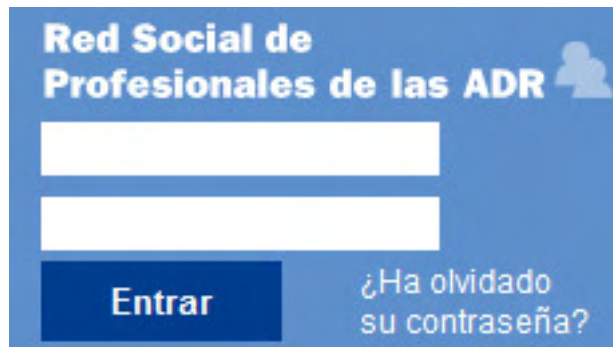 Red Social de
Profesionales de las ADR
Entrar
¿Ha olvidado
su contraseña?